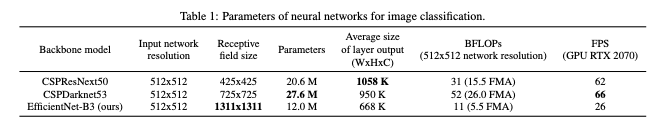 Table 1: Parameters of neural networks for image classification.
Backbone model Input network resolution Receptive field size Parameters Average size of layer output (WxHxC) BFLOPs (512x512 network resolution) FPS (GPU RTX 2070)
CSPResNext50 512x512 425x425 20.6 M 1058 K 31 (15.5 FMA) 62
CSPDarknet53 512x512 725x725 27.6 M 950 K 52 (26.0 FMA) 66
EfficientNet-B3 (ours) 512x512 1311x1311 12.0 M 668 K 11 (5.5 FMA) 26